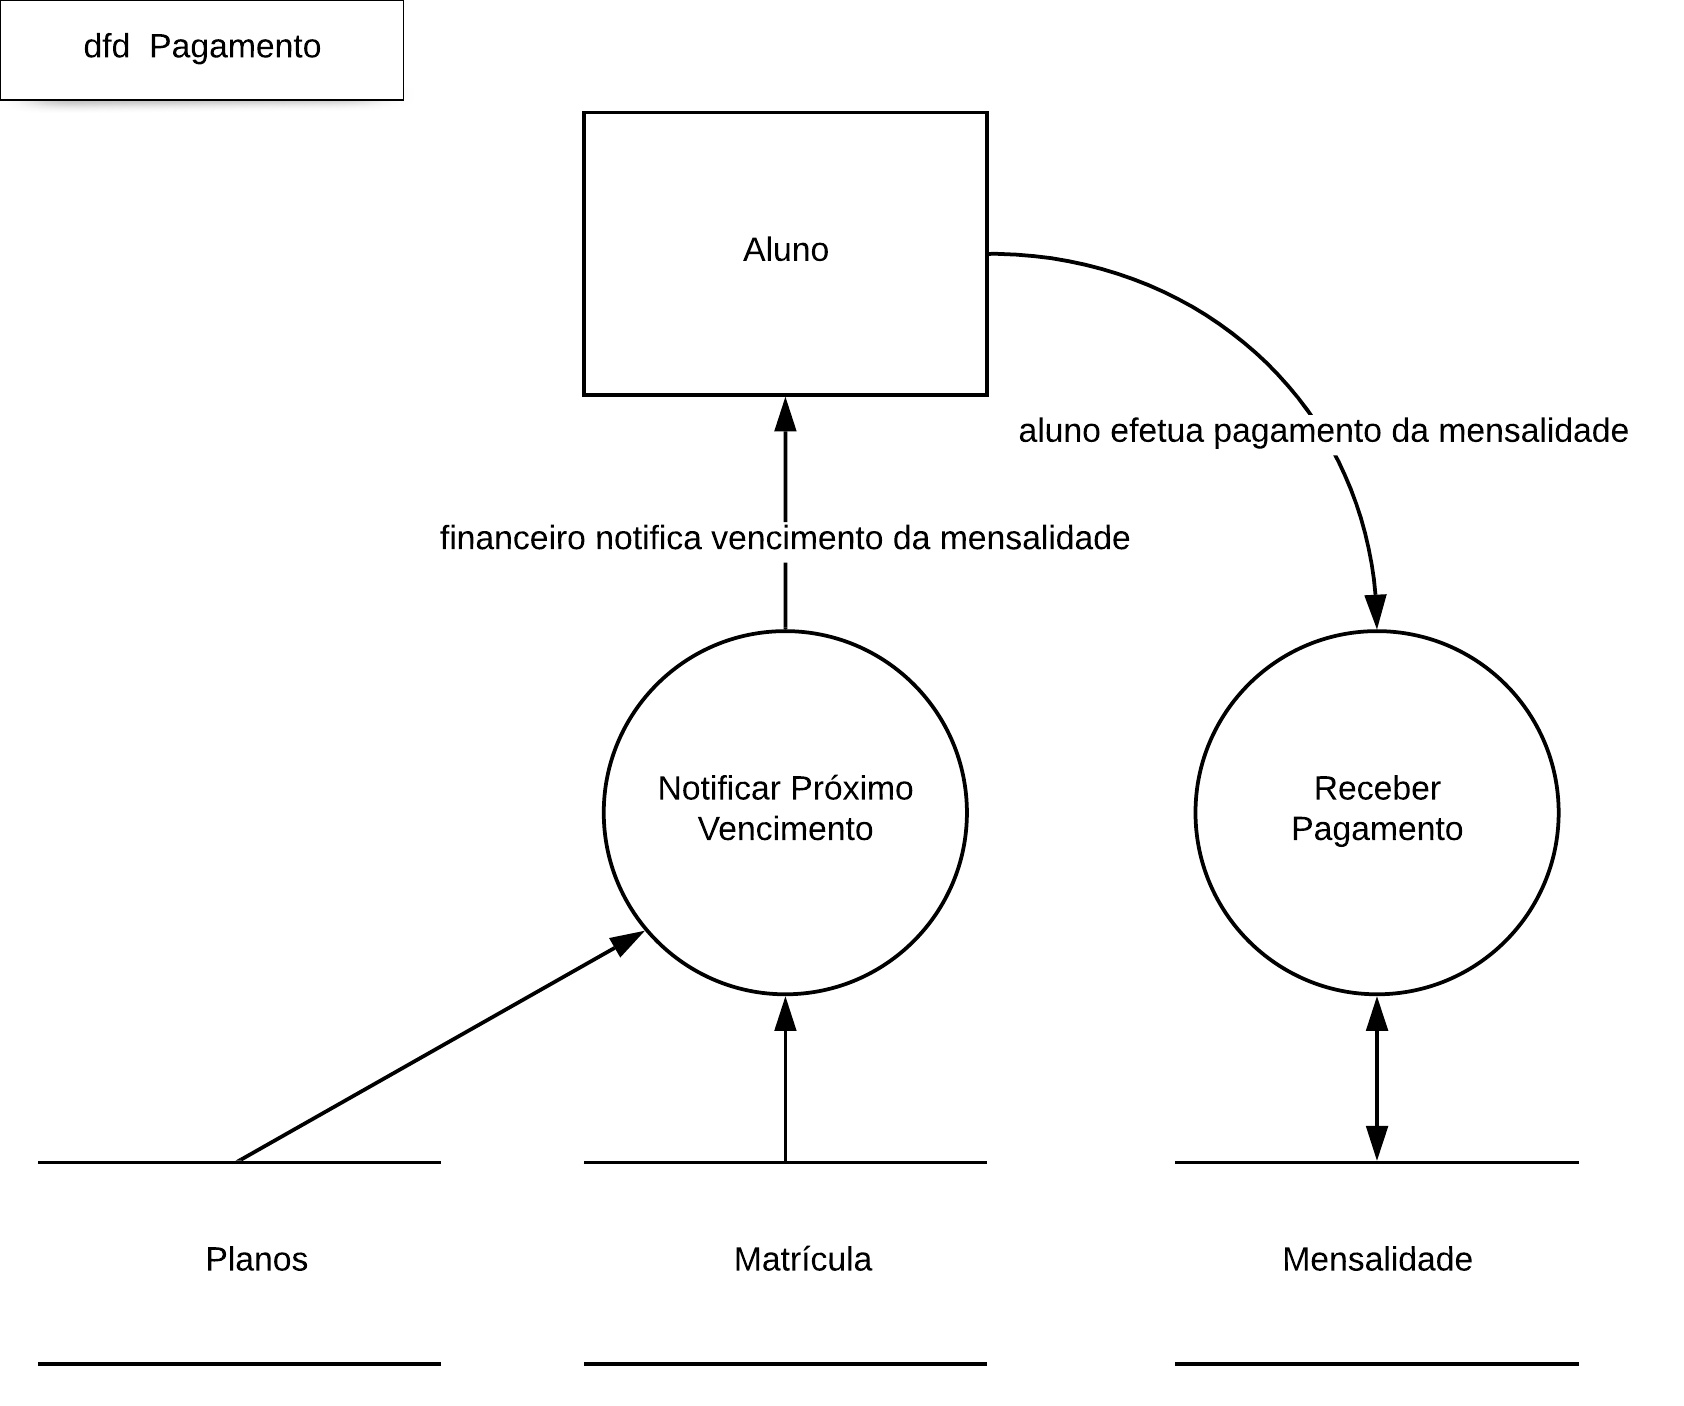 dfd  Pagamento
Aluno
aluno efetua pagamento da mensalidade
financeiro notifica vencimento da mensalidade
Notificar Próximo
Vencimento
Receber
Pagamento
Planos
Matrícula
Mensalidade